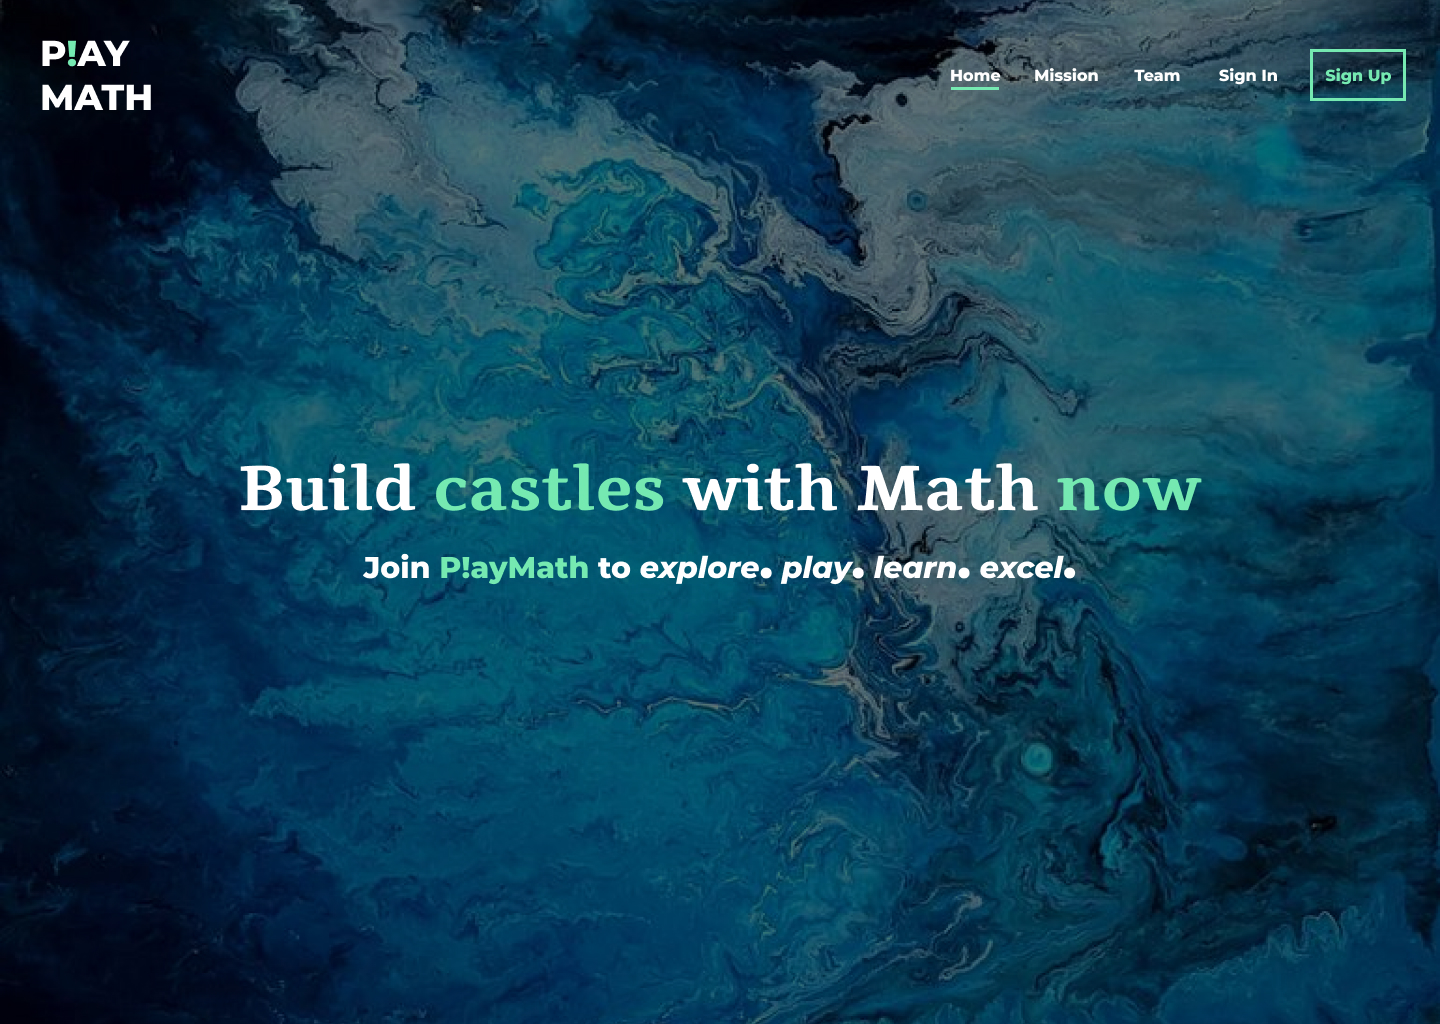 P!AY
MATH
Home Mission Team Sign In Sign Up
Build castles with Math now
Join P!ayMath to explore. play. learn. excel.